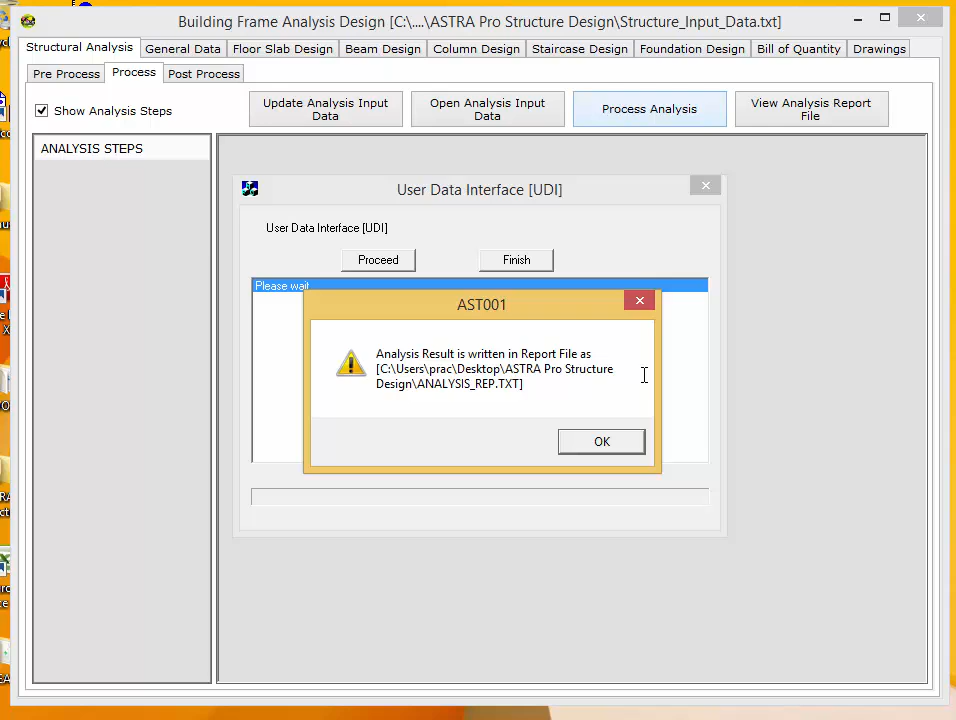 Building Frame Analysis Design [C:\....\ASTRA Pro Structure Design\Structure_Input_Data.txt]
Structural Analysis General Data Floor Slab Design Beam Design Column Design Staircase Design Foundation Design Bill of Quantity Drawings
Pre Process Process Post Process
Show Analysis Steps
Update Analysis Input
Data
Open Analysis Input
Data
Process Analysis
View Analysis Report
File
ANALYSIS STEPS
User Data Interface [UDI]
User Data Interface [UDI]
Proceed Finish
Please wait
AST001
Analysis Result is written in Report File as
[C:\Users\prac\Desktop\ASTRA Pro Structure
Design\ANALYSIS_REP.TXT]
OK